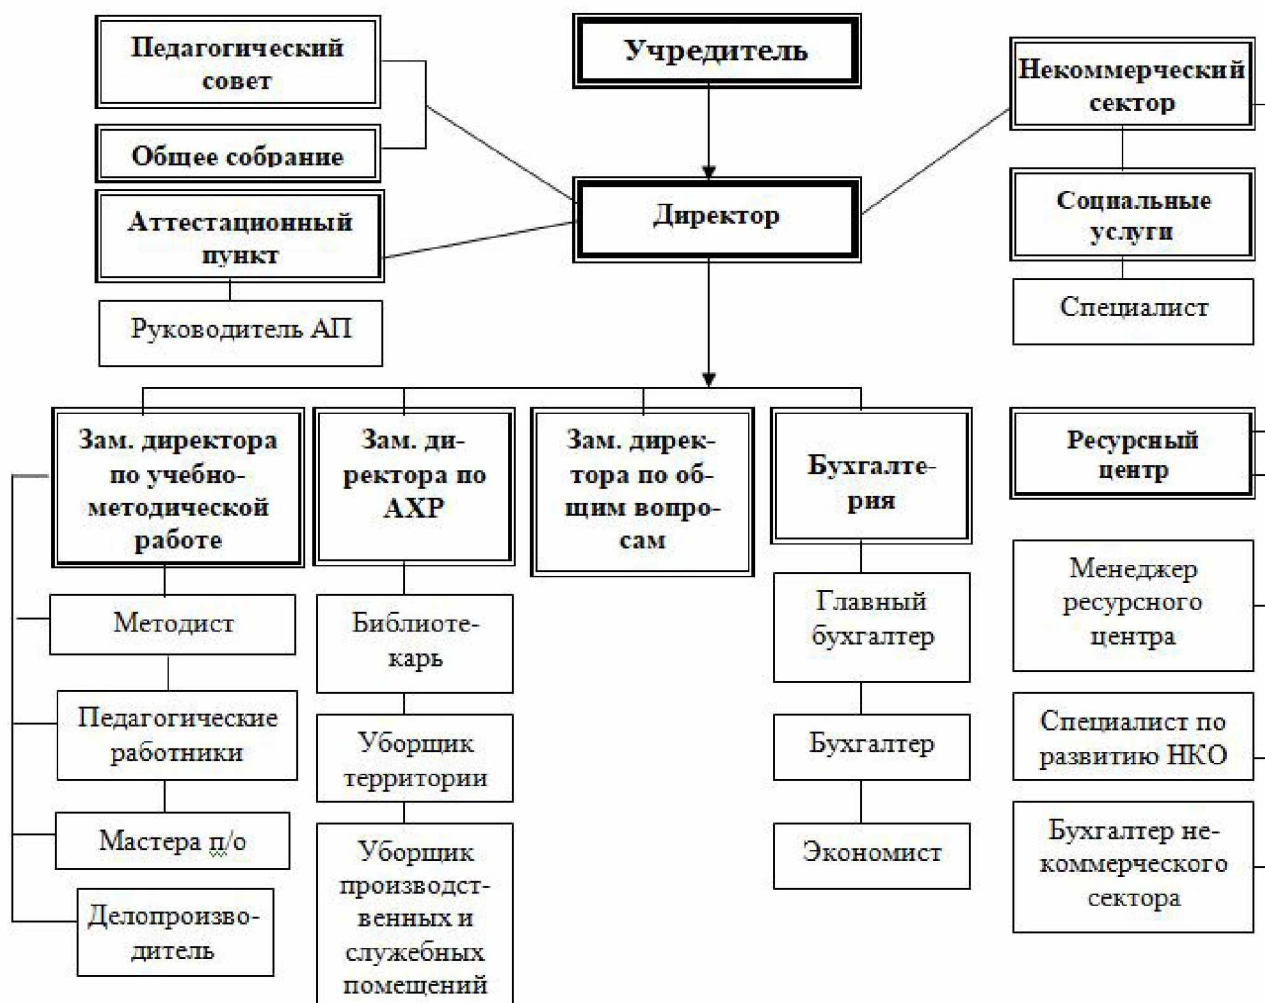 Педагогический
совет
Общее собрание
Аттестационный
пункт
Руководитель АП
Учредитель
Директор
Некоммерческий
сектор
Социальные
услуги
Специалист
Зам. директора
по учебно-
методической
работе
Методист
Педагогические
работники
Мастера п/о
Делопроизво-
дитель
Зам. ди-
ректора по
АХР
Библиоте-
карь
Уборщик
территории
Уборщик
производст-
венных и
служебных
помещений
Зам. дирек-
тора по об-
щим вопро-
сам
Бухгалте-
рия
Главный
бухгалтер
Бухгалтер
Экономист
Ресурсный
центр
Менеджер
ресурсного
центра
Специалист по
развитию НКО
Бухгалтер не-
коммерческого
сектора